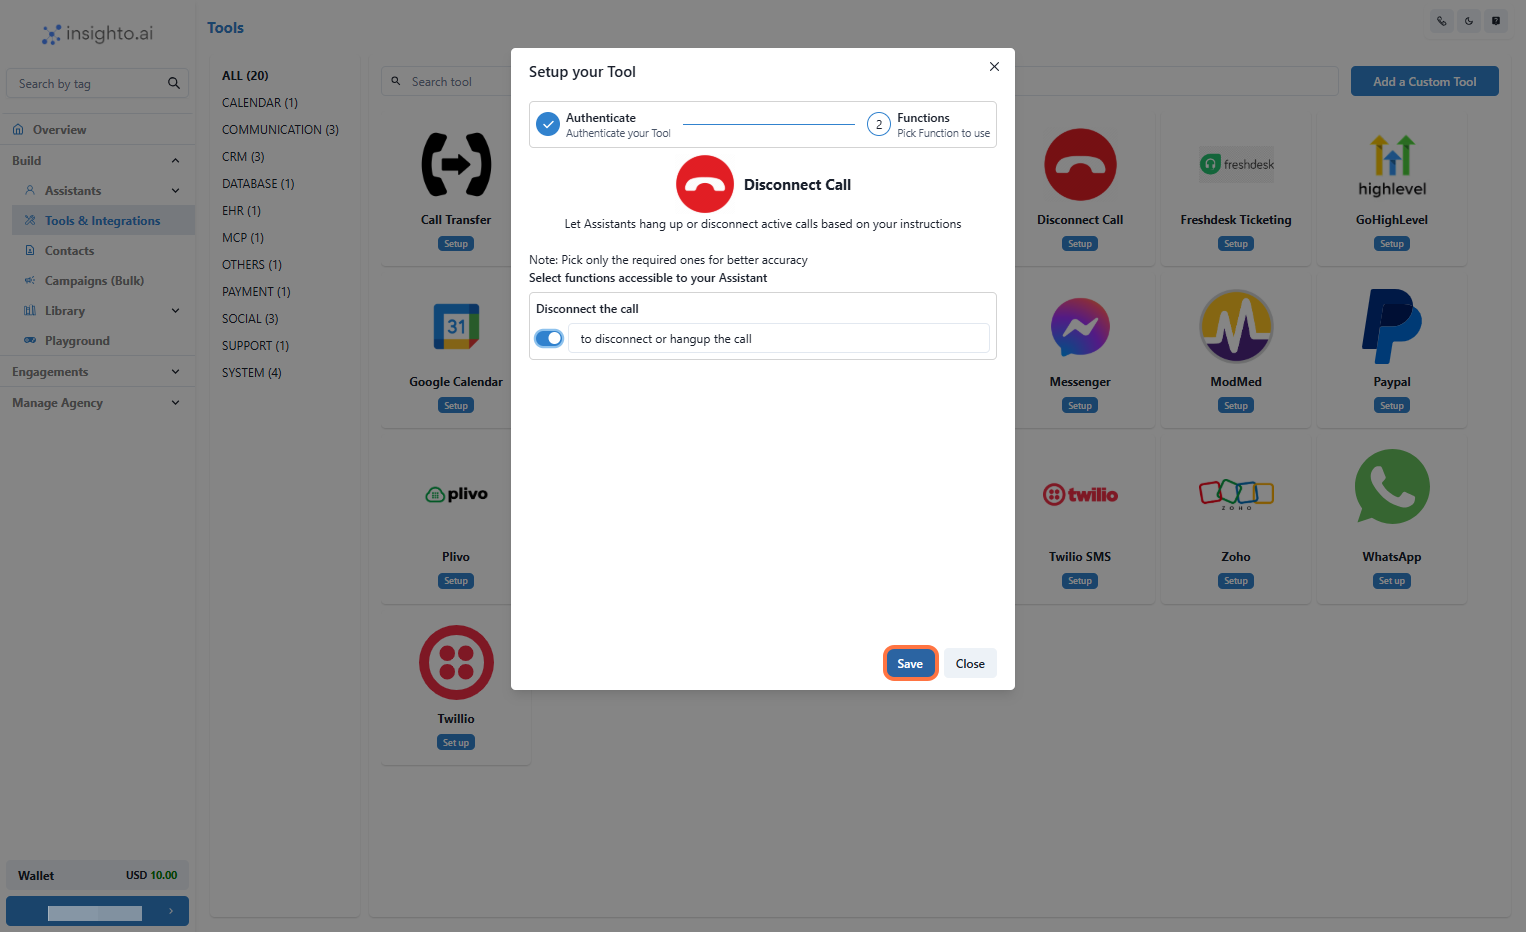 insighto.ai
Search by tag
Overview
Build
Assistants
Tools & Integrations
Contacts
Campaigns (Bulk)
Library
Playground
Engagements
Manage Agency
Wallet USD 10.00
Tools
ALL (20)
CALENDAR (1)
COMMUNICATION (3)
CRM (3)
DATABASE (1)
EHR (1)
MCP (1)
OTHERS (1)
PAYMENT (1)
SOCIAL (3)
SUPPORT (1)
SYSTEM (4)
Search tool
Add a Custom Tool
Call Transfer
Setup
Disconnect Call
Setup
freshdesk
Freshdesk Ticketing
Setup
highlevel
GoHighLevel
Setup
31
Google Calendar
Setup
Messenger
Setup
ModMed
Setup
Paypal
Setup
plivo
Plivo
Setup
twilio
Twilio SMS
Setup
ZOHO
Zoho
Setup
WhatsApp
Set up
Twillio
Set up
Setup your Tool
Authenticate
Authenticate your Tool
2
Functions
Pick Function to use
Disconnect Call
Let Assistants hang up or disconnect active calls based on your instructions
Note: Pick only the required ones for better accuracy
Select functions accessible to your Assistant
Disconnect the call
to disconnect or hangup the call
Save
Close